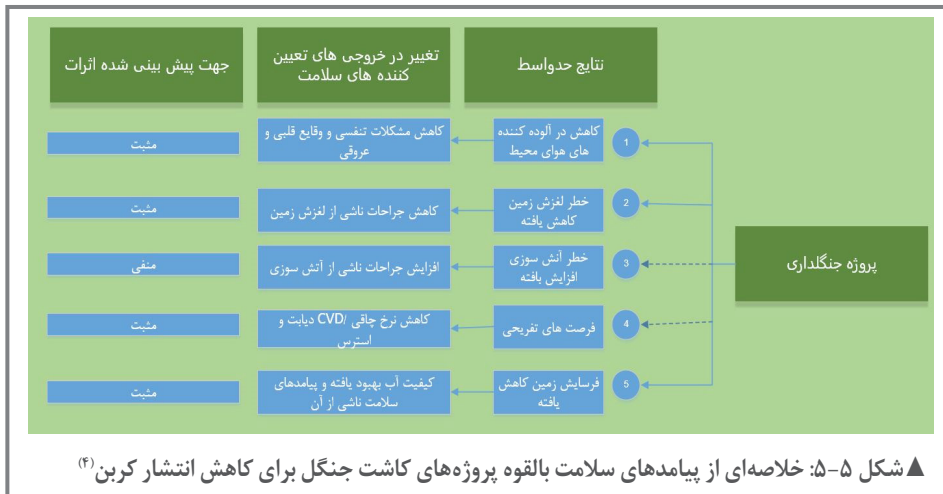 نتایج حدواسط
تغییر در خروجی های تعیین
کننده های سلامت
جهت پیش بینی شده اثرات
پروژه جنگلداری
1
کاهش در آلوده کننده
های هوای محیط
کاهش مشکلات تنفسی و وقایع قلبی و
عروقی
مثبت
2
خطر لغزش زمین
کاهش یافته
کاهش جراحات ناشی از لغزش زمین
مثبت
3
خطر آتش سوزی
افزایش یافته
افزایش جراحات ناشی از آتش سوزی
منفی
4
فرصت های تفریحی
کاهش نرخ چاقی /CVD دیابت و
استرس
مثبت
5
فرسایش زمین کاهش
یافته
کیفیت آب بهبود یافته و پیامدهای
سلامت ناشی از آن
مثبت
▲شکل ۵-۵: خلاصه‌ای از پیامدهای سلامت بالقوه پروژه‌های کاشت جنگل برای کاهش انتشار کربن(۴)